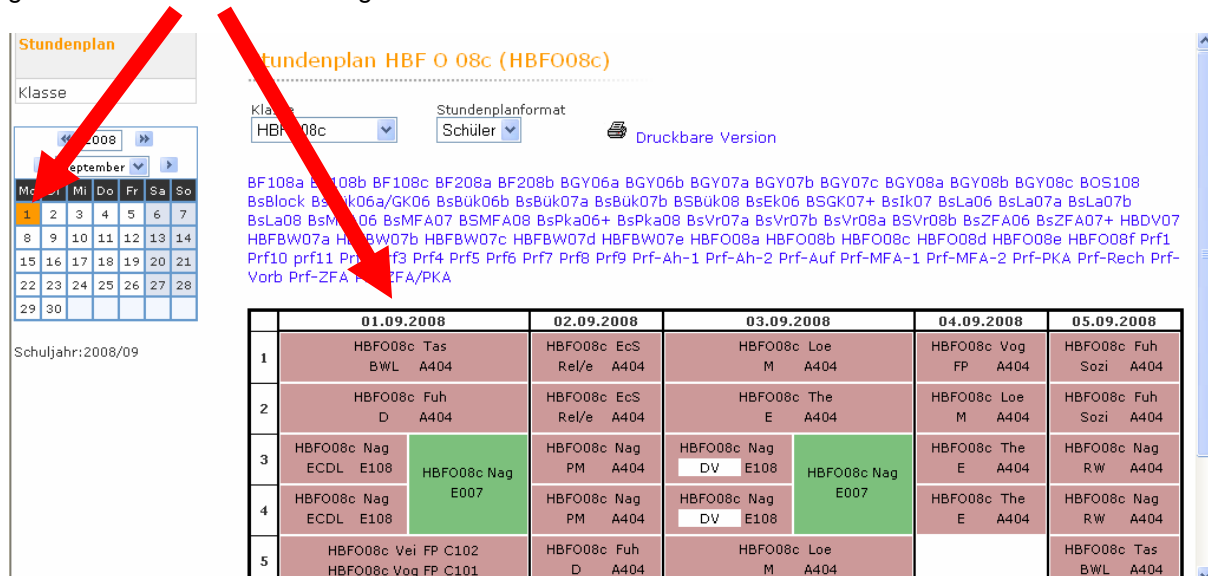 Stundenplan
Klasse
2008
September
Mo Di Mi Do Fr Sa So
1 2 3 4 5 6 7
8 9 10 11 12 13 14
15 16 17 18 19 20 21
22 23 24 25 26 27 28
29 30
Schuljahr:2008/09
Stundenplan HBF O 08c (HBFO08c)
Klasse Stundenplanformat
HBFO08c Schüler Druckbare Version
BF108a BF108b BF108c BF208a BF208b BGY06a BGY06b BGY07a BGY07b BGY07c BGY08a BGY08b BGY08c BOS108
BsBlock BsBük06a/GK06 BsBük06b BsBük07a BsBük07b BSBük08 BsEk06 BSGK07+ BsIk07 BsLa06 BsLa07a BsLa07b
BsLa08 BsMFA06 BsMFA07 BSMFA08 BsPka06+ BsPka08 BsVr07a BsVr07b BsVr08a BSVr08b BsZFA06 BsZFA07+ HBDV07
HBFBW07a HBFBW07b HBFBW07c HBFBW07d HBFBW07e HBFO08a HBFO08b HBFO08c HBFO08d HBFO08e HBFO08f Prf1
Prf10 prf11 Prf3 Prf4 Prf5 Prf6 Prf7 Prf8 Prf9 Prf-Ah-1 Prf-Ah-2 Prf-Auf Prf-MFA-1 Prf-MFA-2 Prf-PKA Prf-Rech Prf-
Vorb Prf-ZFA ZFA/PKA
01.09.2008 02.09.2008 03.09.2008 04.09.2008 05.09.2008
1
HBFO08c Tas
BWL A404
HBFO08c EcS
Rel/e A404
HBFO08c Loe
M A404
HBFO08c Vog
FP A404
HBFO08c Fuh
Sozi A404
2
HBFO08c Fuh
D A404
HBFO08c EcS
Rel/e A404
HBFO08c The
E A404
HBFO08c Loe
M A404
HBFO08c Fuh
Sozi A404
3
HBFO08c Nag
ECDL E108
HBFO08c Nag
E007
HBFO08c Nag
PM A404
HBFO08c Nag
DV E108
HBFO08c Nag
E007
HBFO08c The
E A404
HBFO08c Nag
RW A404
4
HBFO08c Nag
ECDL E108
HBFO08c Nag
PM A404
HBFO08c Nag
DV E108
HBFO08c The
E A404
HBFO08c Nag
RW A404
5
HBFO08c Vei FP C102
HBFO08c Vog FP C101
HBFO08c Fuh
D A404
HBFO08c Loe
M A404
HBFO08c Tas
BWL A404